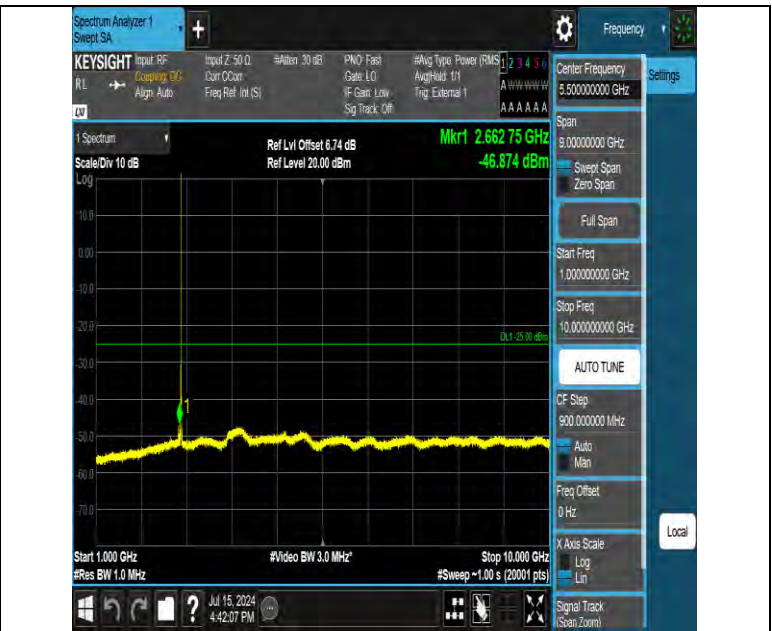 Spectrum Analyzer 1
Swept SA
+
Frequency
KEYSIGHT
RL
Input: RF
Coupling: DC
Align: Auto
Input Z: 50 Ω
Corr CCorr
Freq Ref: Int (S)
#Atten: 30 dB
PNO: Fast
Gate: LO
IF Gain: Low
Sig Track: Off
#Avg Type: Power (RMS)
Avg|Hold: 1/1
Trig: External 1
1 2 3 4 5 6
A W W W W W
A A A A A A
1 Spectrum
Scale/Div 10 dB
Ref Lvl Offset 6.74 dB
Ref Level 20.00 dBm
Mkr1 2.662 75 GHz
-46.874 dBm
Log
10.0
0.00
-10.0
-20.0
-30.0
-40.0
-50.0
-60.0
-70.0
DL1 -25.00 dBm
1
Start 1.000 GHz
#Res BW 1.0 MHz
#Video BW 3.0 MHz*
Stop 10.000 GHz
#Sweep ~1.00 s (20001 pts)
Center Frequency
5.500000000 GHz
Settings
Span
9.00000000 GHz
Swept Span
Zero Span
Full Span
Start Freq
1.000000000 GHz
Stop Freq
10.000000000 GHz
AUTO TUNE
CF Step
900.000000 MHz
Auto
Man
Freq Offset
0 Hz
X Axis Scale
Log
Lin
Local
Signal Track
(Span Zoom)
?
Jul 15, 2024
4:42:07 PM